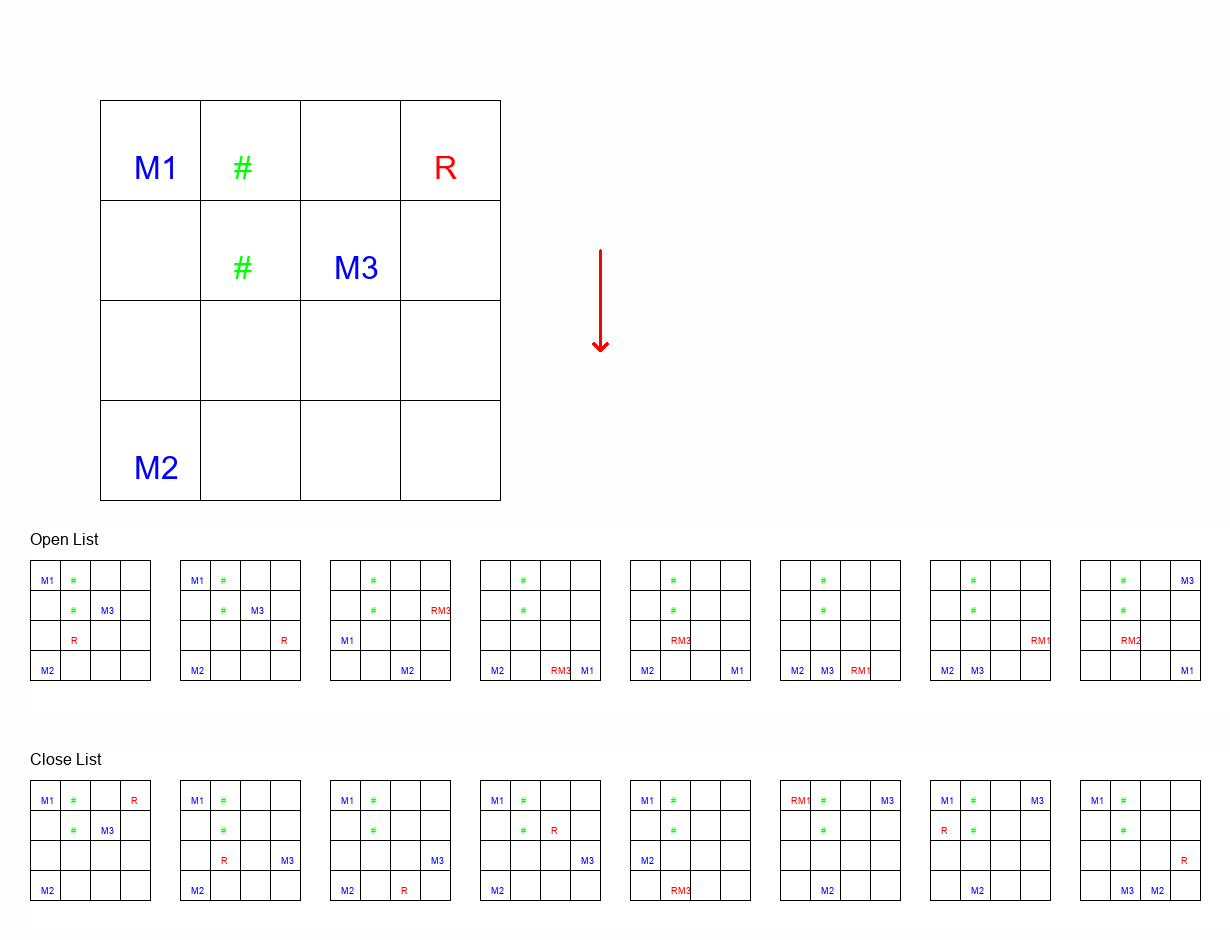 M1 # R
# M3
M2
Open List
M1 # M1 # # # # # # # M3
# M3 # M3 # RM3 # # # # #
R R M1 RM3 RM1 RM2
M2 M2 M2 M2 RM3 M1 M2 M1 M2 M3 RM1 M2 M3 M1
Close List
M1 # R M1 # M1 # M1 # M1 # RM1 # M3 M1 # M3 M1 #
# M3 # # # R # # R # #
R M3 M3 M3 M2 R
M2 M2 M2 R M2 RM3 M2 M2 M3 M2